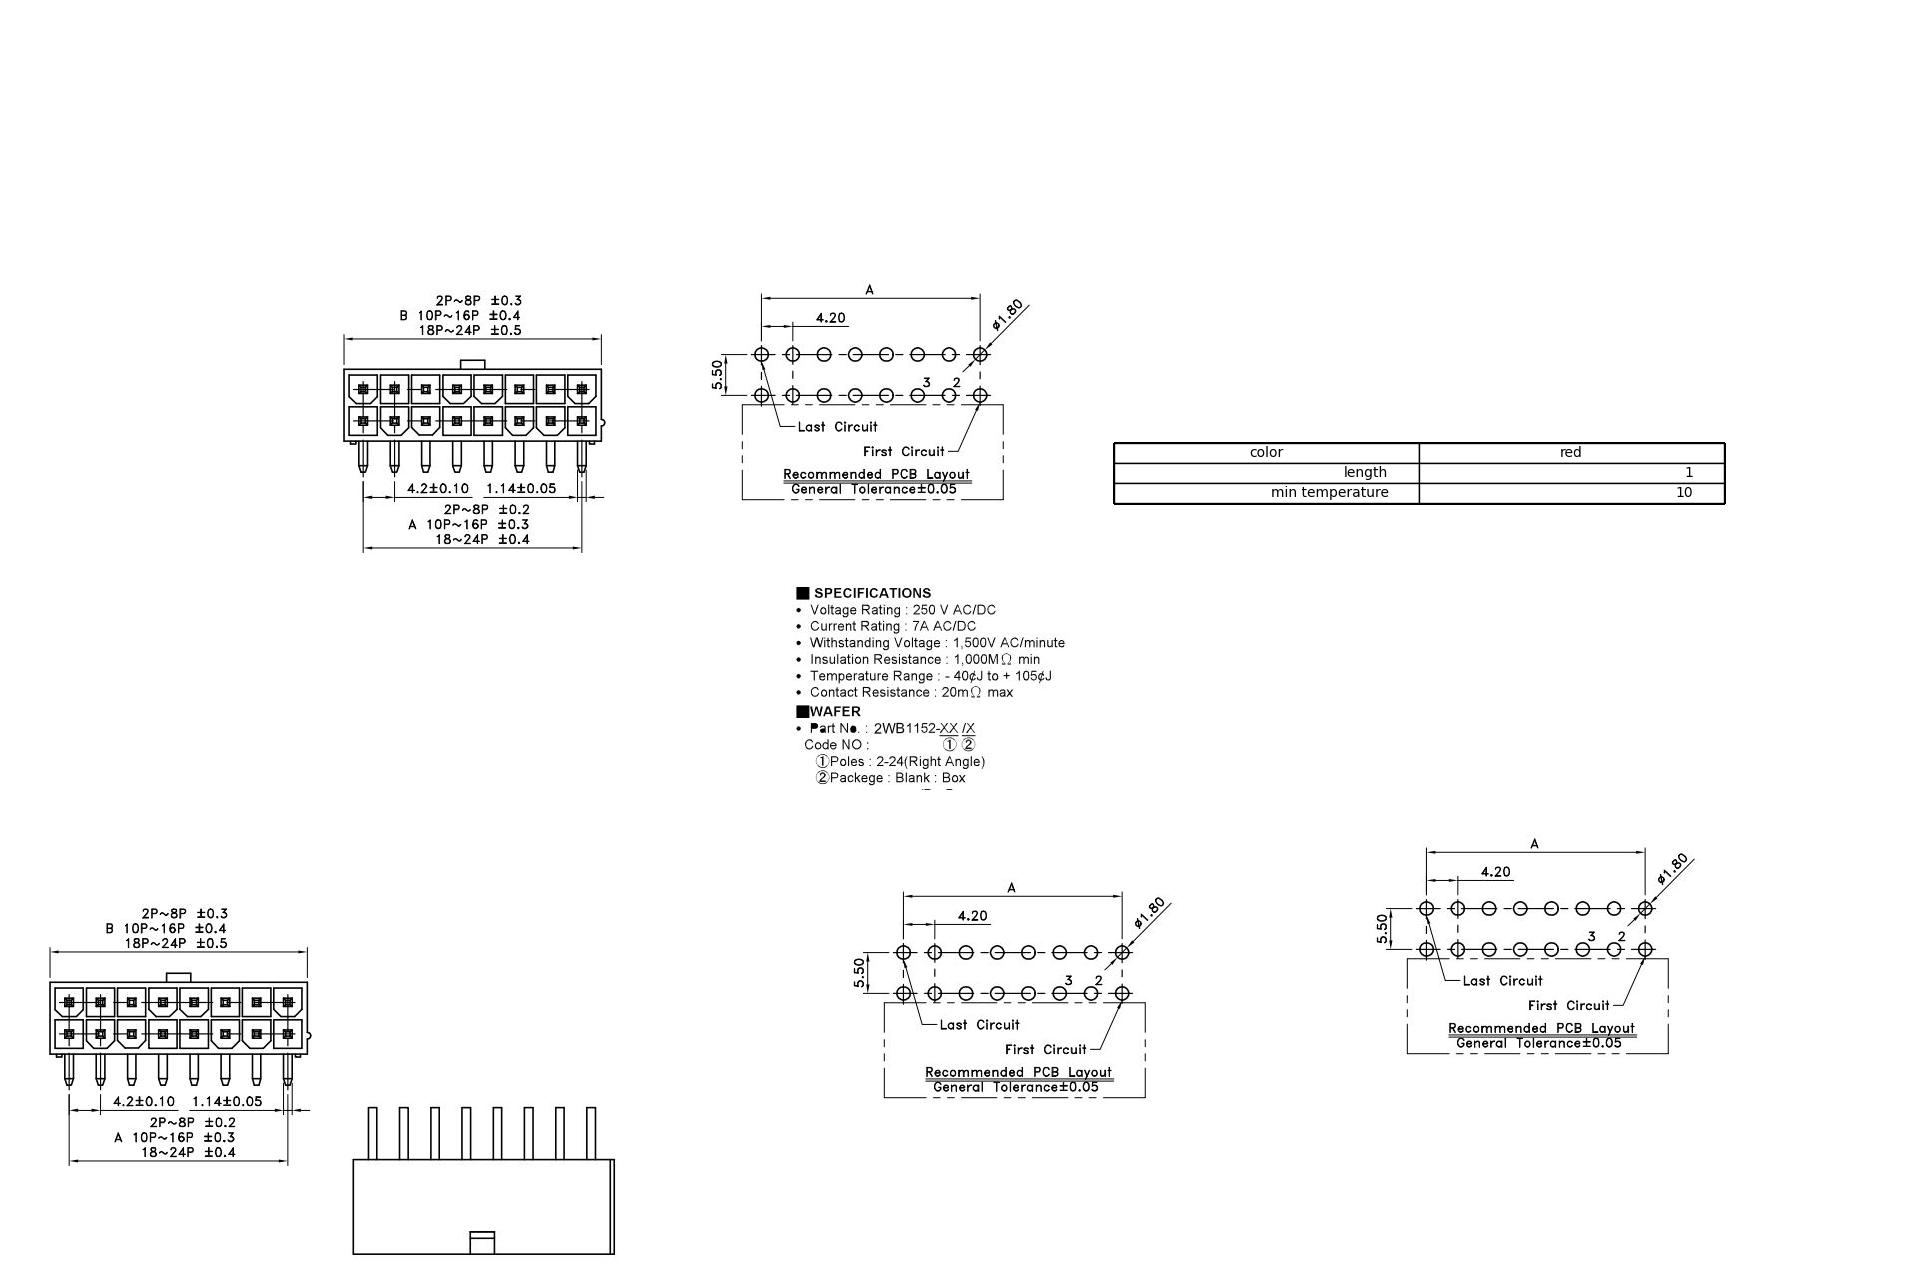 2P~8P ±0.3
B 10P~16P ±0.4
18P~24P ±0.5
4.2±0.10 1.14±0.05
2P~8P ±0.2
A 10P~16P ±0.3
18~24P ±0.4
A
4.20
ø1.80
5.50
3 2
Last Circuit
First Circuit
Recommended PCB Layout
General Tolerance±0.05
color red
length 1
min temperature 10
■ SPECIFICATIONS
• Voltage Rating : 250 V AC/DC
• Current Rating : 7A AC/DC
• Withstanding Voltage : 1,500V AC/minute
• Insulation Resistance : 1,000MΩ min
• Temperature Range : - 40¢J to + 105¢J
• Contact Resistance : 20mΩ max
■WAFER
• Part No. : 2WB1152-XX /X
Code NO : ① ②
①Poles : 2-24(Right Angle)
②Packege : Blank : Box
A
4.20
ø1.80
5.50
3 2
Last Circuit
First Circuit
Recommended PCB Layout
General Tolerance±0.05
A
4.20
ø1.80
5.50
3 2
Last Circuit
First Circuit
Recommended PCB Layout
General Tolerance±0.05
2P~8P ±0.3
B 10P~16P ±0.4
18P~24P ±0.5
4.2±0.10 1.14±0.05
2P~8P ±0.2
A 10P~16P ±0.3
18~24P ±0.4